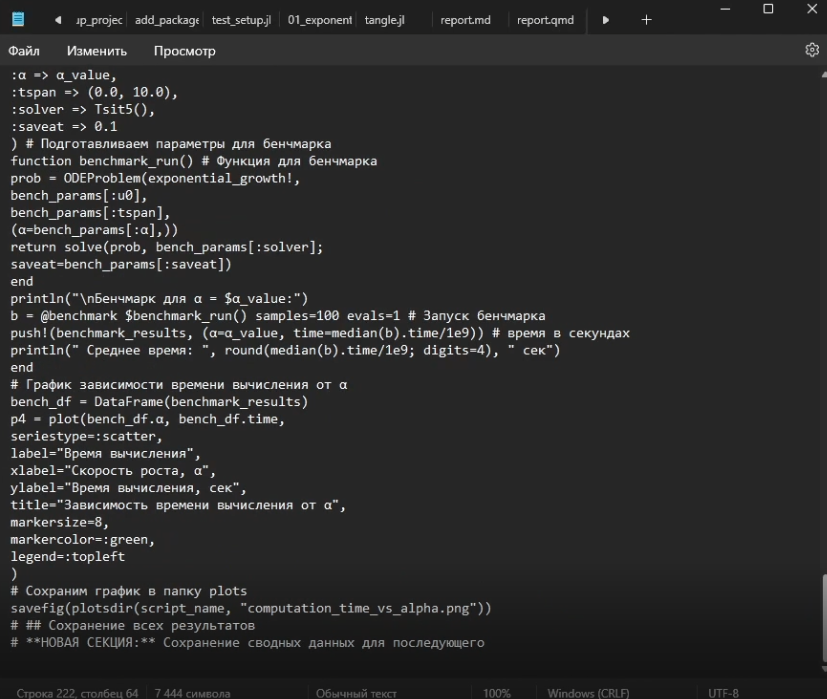 ıp_projec add_package test_setup.jl 01_exponent tangle.jl report.md report.qmd
Файл Изменить Просмотр
:α => α_value,
:tspan => (0.0, 10.0),
:solver => Tsit5(),
:saveat => 0.1
) # Подготавливаем параметры для бенчмарка
function benchmark_run() # Функция для бенчмарка
prob = ODEProblem(exponential_growth!,
bench_params[:u0],
bench_params[:tspan],
(α=bench_params[:α],))
return solve(prob, bench_params[:solver];
saveat=bench_params[:saveat])
end
println("\nБенчмарк для α = $α_value:")
b = @benchmark $benchmark_run() samples=100 evals=1 # Запуск бенчмарка
push!(benchmark_results, (α=α_value, time=median(b).time/1e9)) # время в секундах
println(" Среднее время: ", round(median(b).time/1e9; digits=4), " сек")
end
# График зависимости времени вычисления от α
bench_df = DataFrame(benchmark_results)
p4 = plot(bench_df.α, bench_df.time,
seriestype=:scatter,
label="Время вычисления",
xlabel="Скорость роста, α",
ylabel="Время вычисления, сек",
title="Зависимость времени вычисления от α",
markersize=8,
markercolor=:green,
legend=:topleft
)
# Сохраним график в папку plots
savefig(plotsdir(script_name, "computation_time_vs_alpha.png"))
# ## Сохранение всех результатов
# **НОВАЯ СЕКЦИЯ:** Сохранение сводных данных для последующего
Строка 222, столбец 64 7 444 символа Обычный текст 100% Windows (CRLF) UTF-8